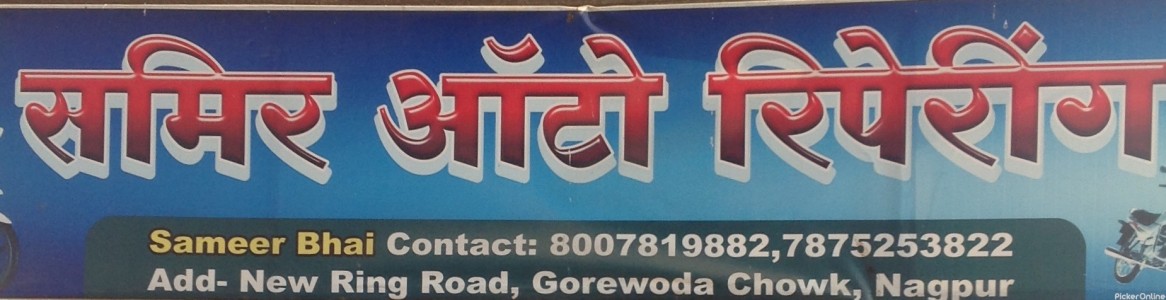 समिर ऑटो रिपेरींग
Sameer Bhai Contact: 8007819882,7875253822
Add- New Ring Road, Gorewoda Chowk, Nagpur
PickerOnline